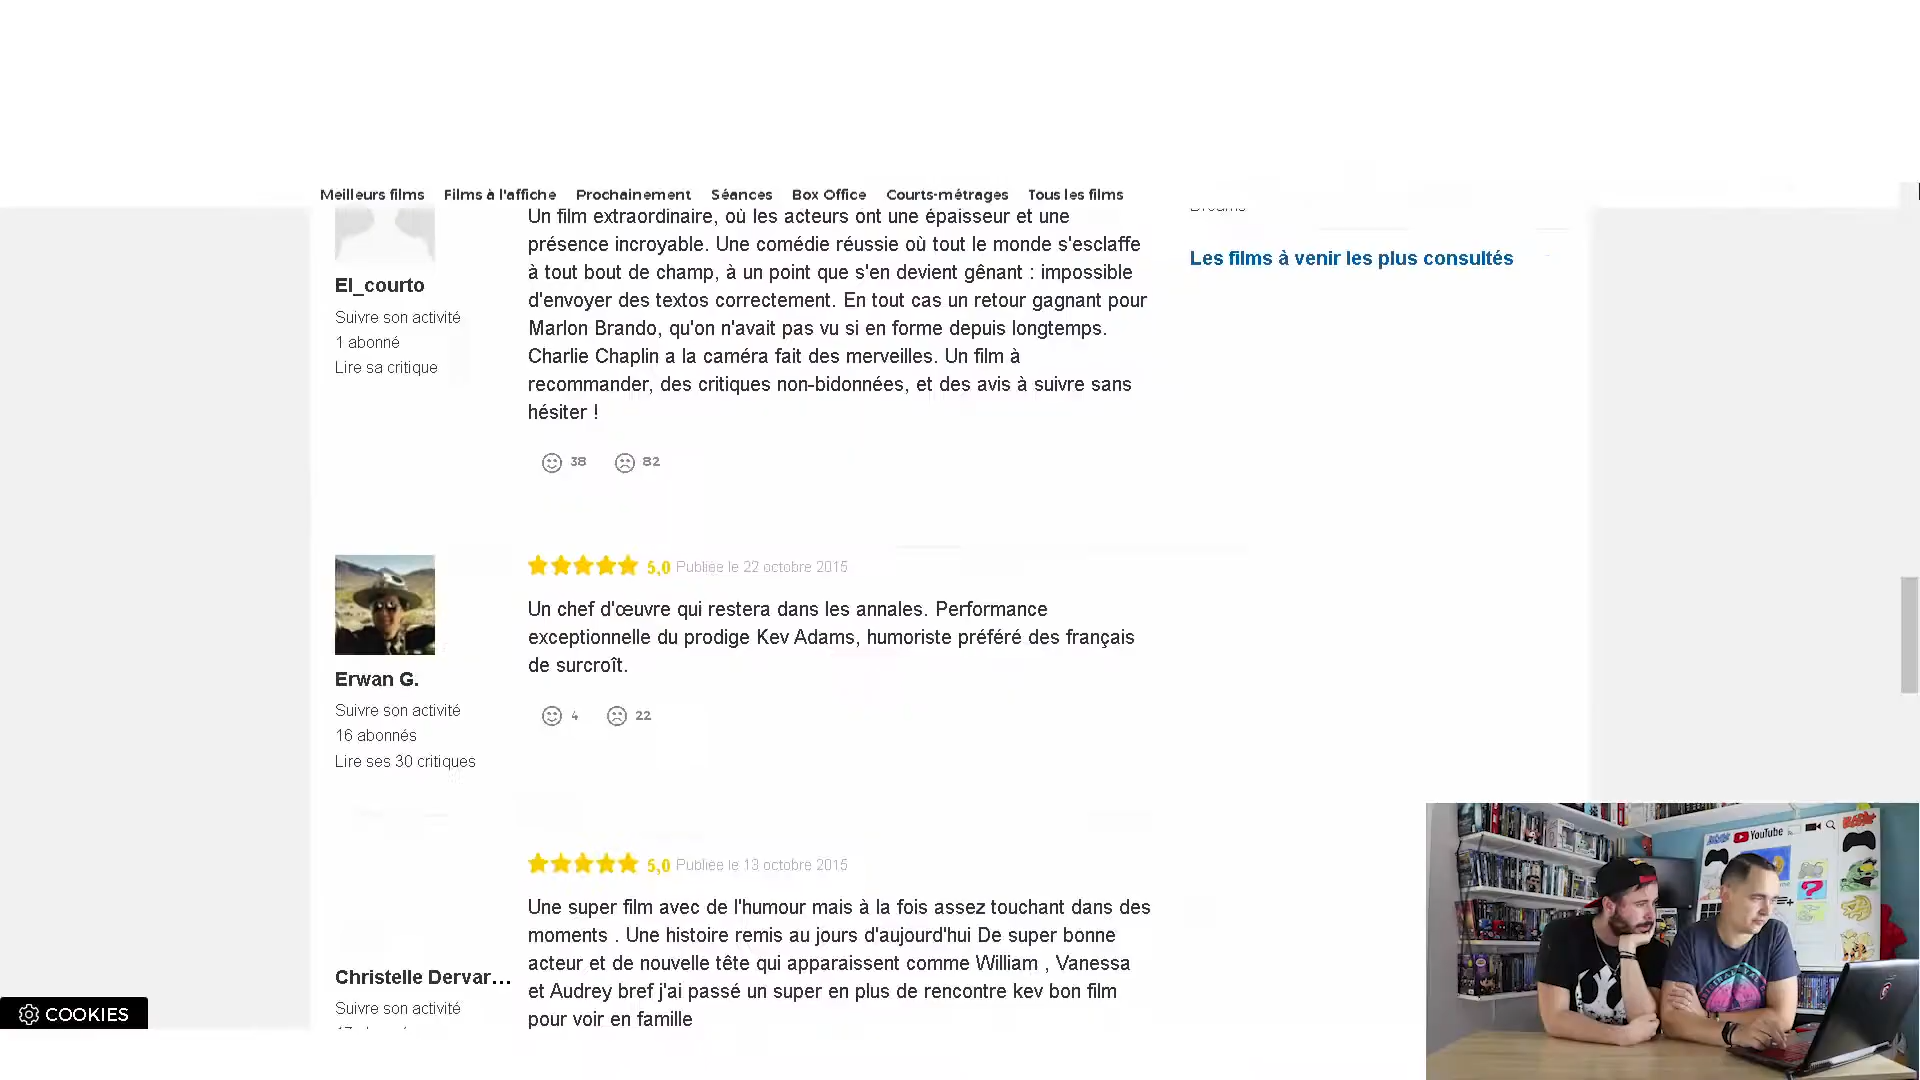 Meilleurs films Films à l'affiche Prochainement Séances Box Office Courts-métrages Tous les films
Un film extraordinaire, où les acteurs ont une épaisseur et une
présence incroyable. Une comédie réussie où tout le monde s'esclaffe
à tout bout de champ, à un point que s'en devient gênant : impossible
d'envoyer des textos correctement. En tout cas un retour gagnant pour
Marlon Brando, qu'on n'avait pas vu si en forme depuis longtemps.
Charlie Chaplin a la caméra fait des merveilles. Un film à
recommander, des critiques non-bidonnées, et des avis à suivre sans
hésiter !
El_courto
Suivre son activité
1 abonné
Lire sa critique
38 82
Les films à venir les plus consultés
5,0 Publiée le 22 octobre 2015
Un chef d'œuvre qui restera dans les annales. Performance
exceptionnelle du prodige Kev Adams, humoriste préféré des français
de surcroît.
Erwan G.
Suivre son activité
16 abonnés
Lire ses 30 critiques
4 22
5,0 Publiée le 13 octobre 2015
Une super film avec de l'humour mais à la fois assez touchant dans des
moments . Une histoire remis au jours d'aujourd'hui De super bonne
acteur et de nouvelle tête qui apparaissent comme William , Vanessa
et Audrey bref j'ai passé un super en plus de rencontre kev bon film
pour voir en famille
Christelle Dervar...
Suivre son activité
COOKIES
YouTube